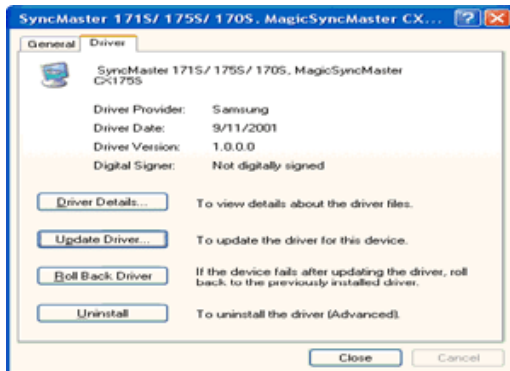 SyncMaster 171S/ 175S/ 170S, MagicSyncMaster CX...
General Driver
SyncMaster 171S/ 175S/ 170S, MagicSyncMaster
CX175S
Driver Provider: Samsung
Driver Date: 9/11/2001
Driver Version: 1.0.0.0
Digital Signer: Not digitally signed
Driver Details... To view details about the driver files.
Update Driver... To update the driver for this device.
Roll Back Driver If the device fails after updating the driver, roll
back to the previously installed driver.
Uninstall To uninstall the driver (Advanced).
Close Cancel